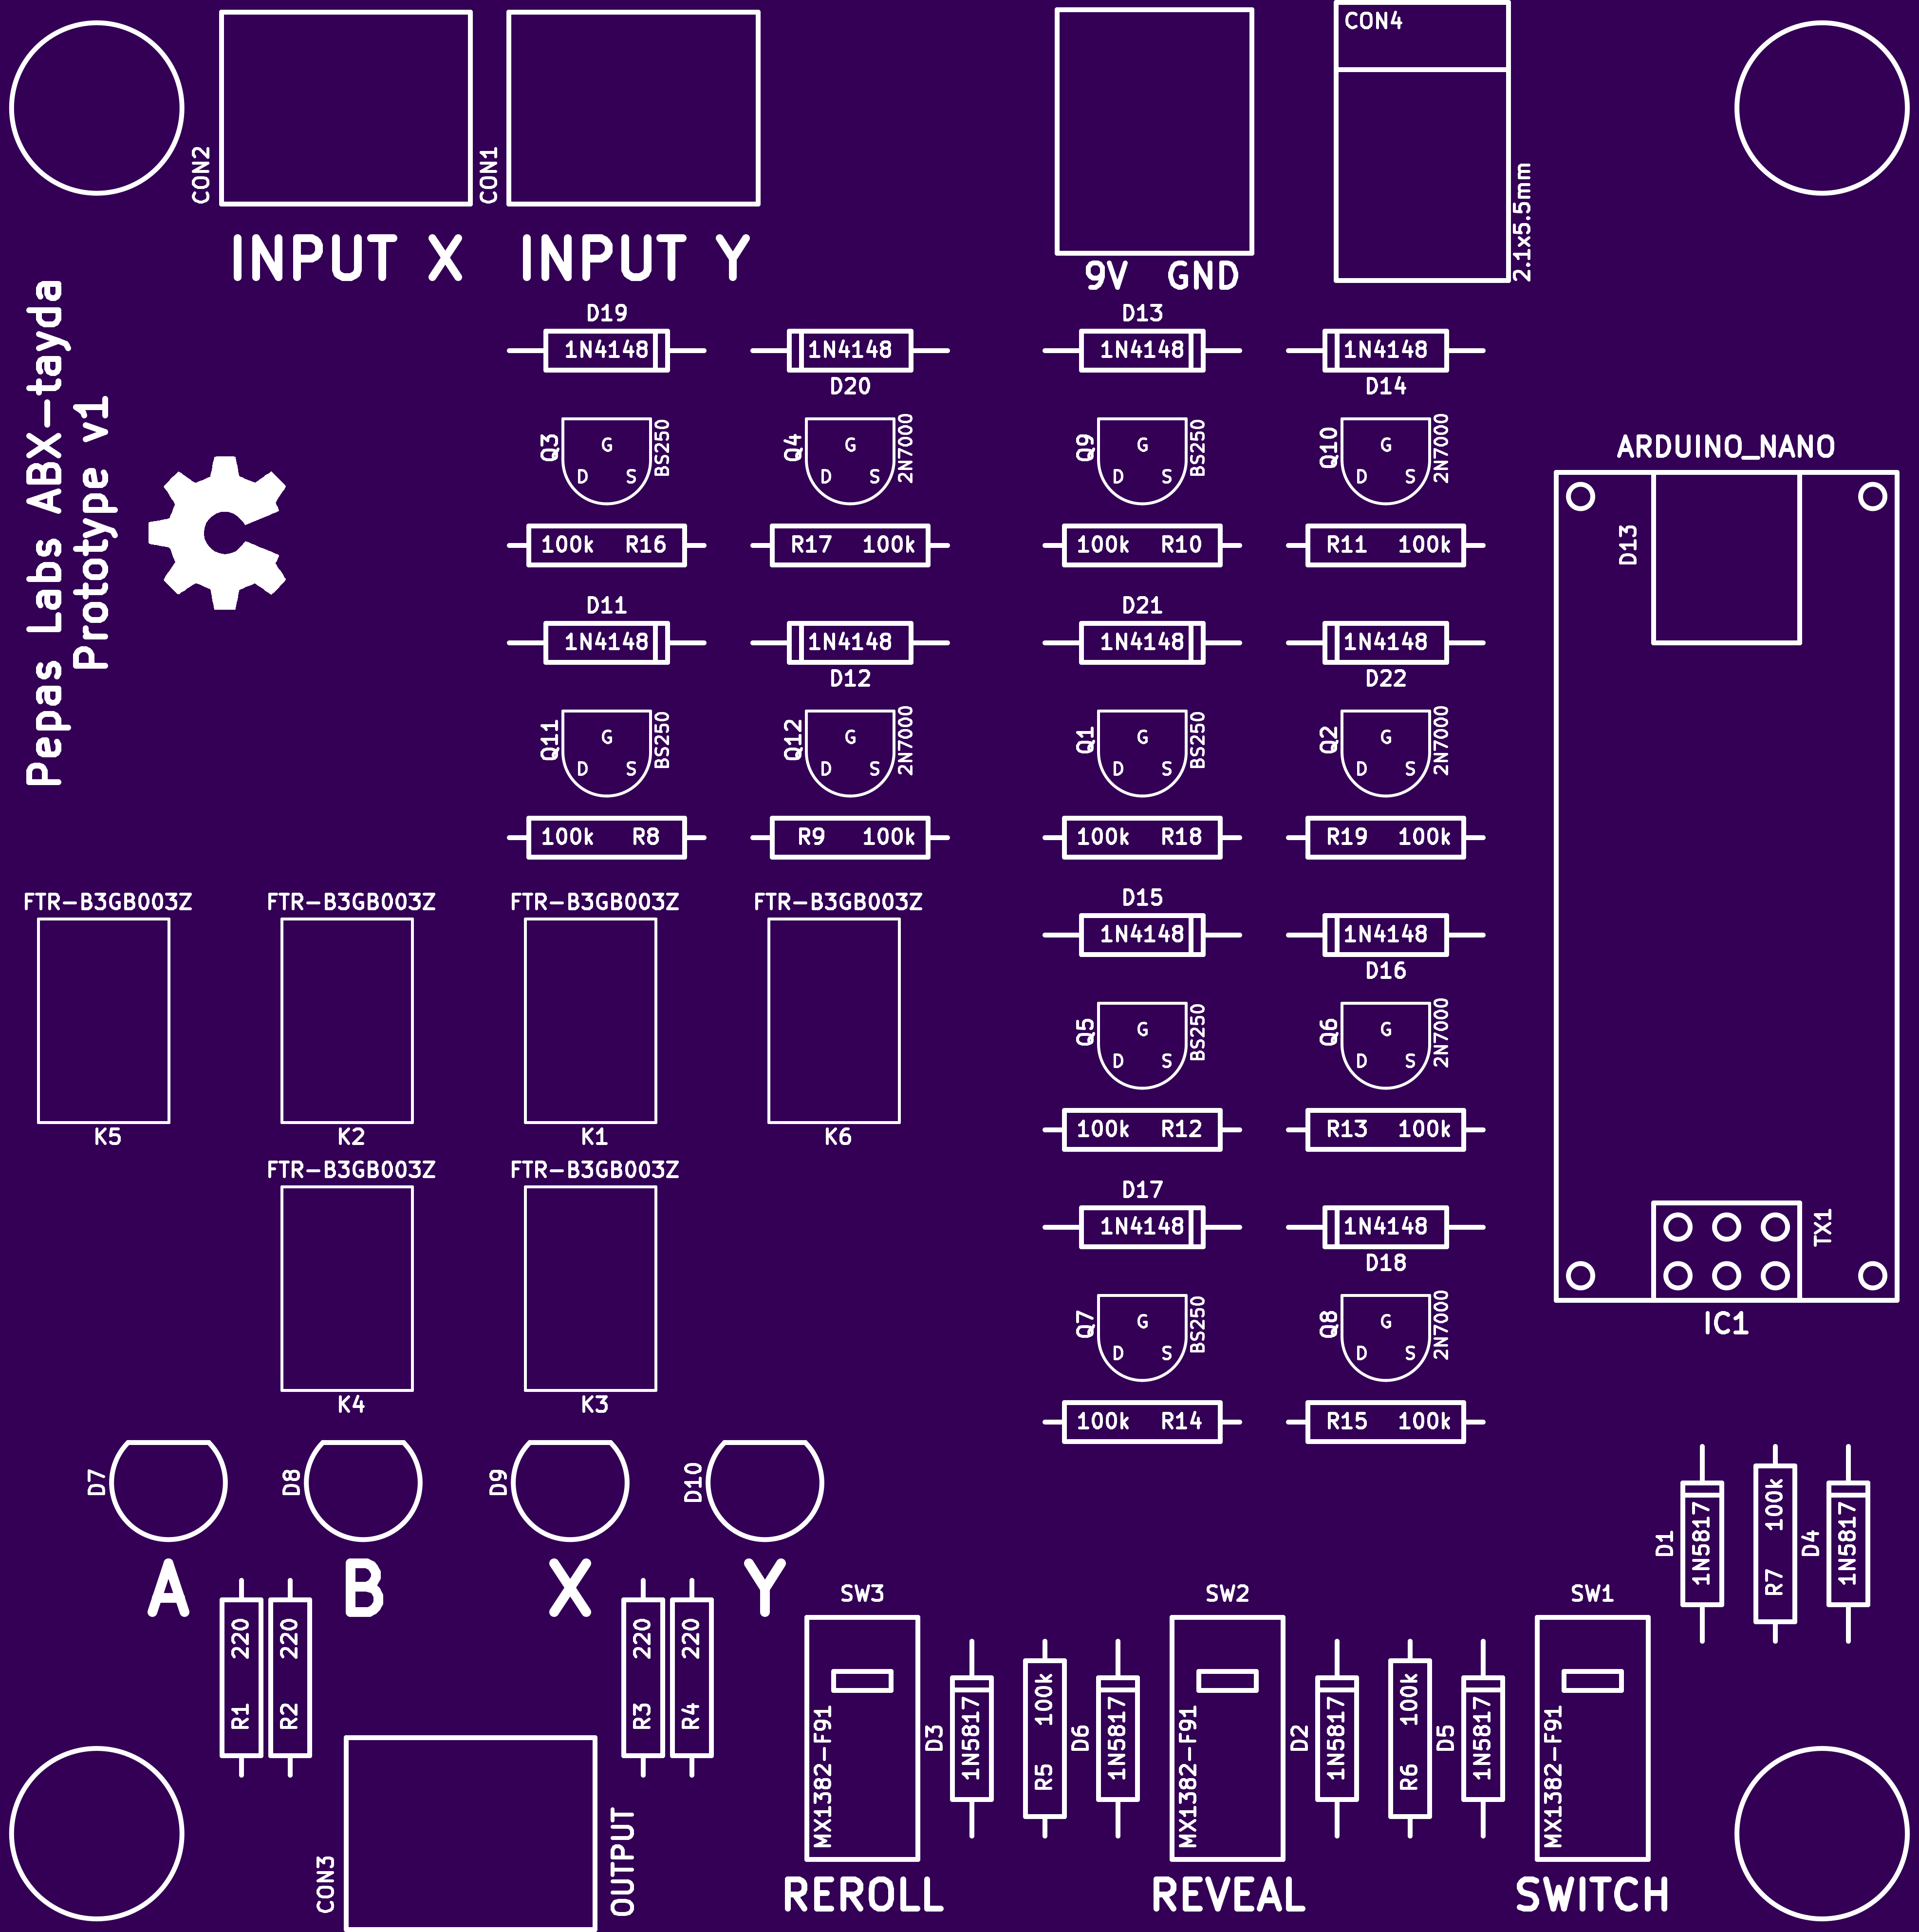 CON4
CON2
CON1
2.1x5.5mm
INPUT X
INPUT Y
9V GND
Pepas Labs ABX-tayda
Prototype v1
D19
1N4148
1N4148
D20
D13
1N4148
1N4148
D14
Q3
G
D S
BS250
Q4
G
D S
2N7000
Q9
G
D S
BS250
Q10
G
D S
2N7000
100k R16
R17 100k
100k R10
R11 100k
ARDUINO_NANO
D13
D11
1N4148
1N4148
D12
D21
1N4148
1N4148
D22
Q11
G
D S
BS250
Q12
G
D S
2N7000
Q1
G
D S
BS250
Q2
G
D S
2N7000
100k R8
R9 100k
100k R18
R19 100k
FTR-B3GB003Z
FTR-B3GB003Z
FTR-B3GB003Z
FTR-B3GB003Z
K5
K2
K1
K6
D15
1N4148
1N4148
D16
Q5
G
D S
BS250
Q6
G
D S
2N7000
100k R12
R13 100k
FTR-B3GB003Z
FTR-B3GB003Z
K4
K3
D17
1N4148
1N4148
D18
Q7
G
D S
BS250
Q8
G
D S
2N7000
100k R14
R15 100k
TX1
IC1
D7
D8
D9
D10
A
B
X
Y
R1 220
R2 220
R3 220
R4 220
D1
1N5817
R7 100k
D4
1N5817
SW3
MX1382-F91
D3
1N5817
R5 100k
D6
1N5817
SW2
MX1382-F91
D2
1N5817
R6 100k
D5
1N5817
SW1
MX1382-F91
CON3
OUTPUT
REROLL
REVEAL
SWITCH